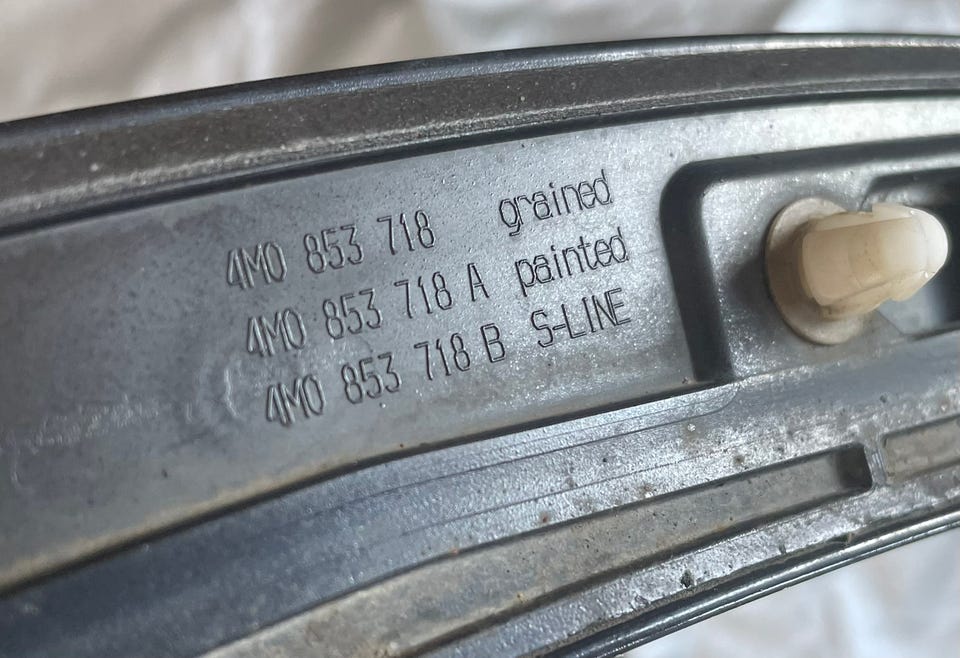 4M0 853 718 grained
4M0 853 718 A painted
4M0 853 718 B S-LINE